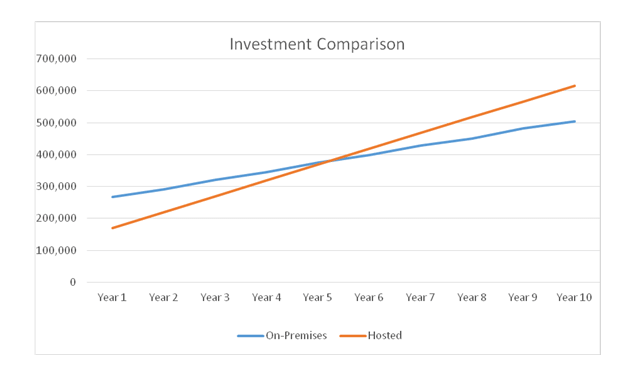 Investment Comparison
700,000
600,000
500,000
400,000
300,000
200,000
100,000
0
Year 1 Year 2 Year 3 Year 4 Year 5 Year 6 Year 7 Year 8 Year 9 Year 10
On-Premises Hosted